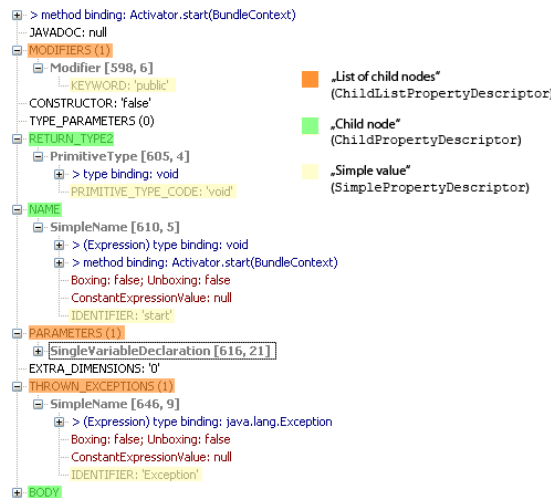 > method binding: Activator.start(BundleContext)
JAVADOC: null
MODIFIERS (1)
Modifier [598, 6]
KEYWORD: 'public'
CONSTRUCTOR: 'false'
TYPE_PARAMETERS (0)
RETURN_TYPE2
PrimitiveType [605, 4]
> type binding: void
PRIMITIVE_TYPE_CODE: 'void'
NAME
SimpleName [610, 5]
> (Expression) type binding: void
> method binding: Activator.start(BundleContext)
Boxing: false; Unboxing: false
ConstantExpressionValue: null
IDENTIFIER: 'start'
PARAMETERS (1)
SingleVariableDeclaration [616, 21]
EXTRA_DIMENSIONS: '0'
THROWN_EXCEPTIONS (1)
SimpleName [646, 9]
> (Expression) type binding: java.lang.Exception
Boxing: false; Unboxing: false
ConstantExpressionValue: null
IDENTIFIER: 'Exception'
BODY
„List of child nodes“
(ChildListPropertyDescriptor)
„Child node“
(ChildPropertyDescriptor)
„Simple value“
(SimplePropertyDescriptor)